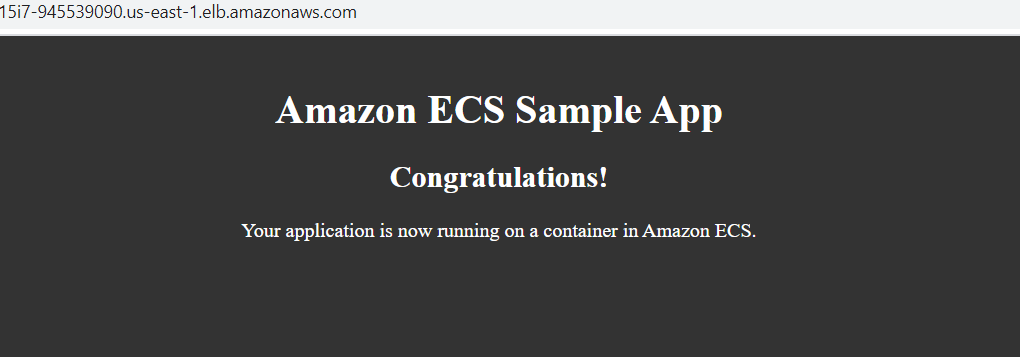 15i7-945539090.us-east-1.elb.amazonaws.com
Amazon ECS Sample App
Congratulations!
Your application is now running on a container in Amazon ECS.